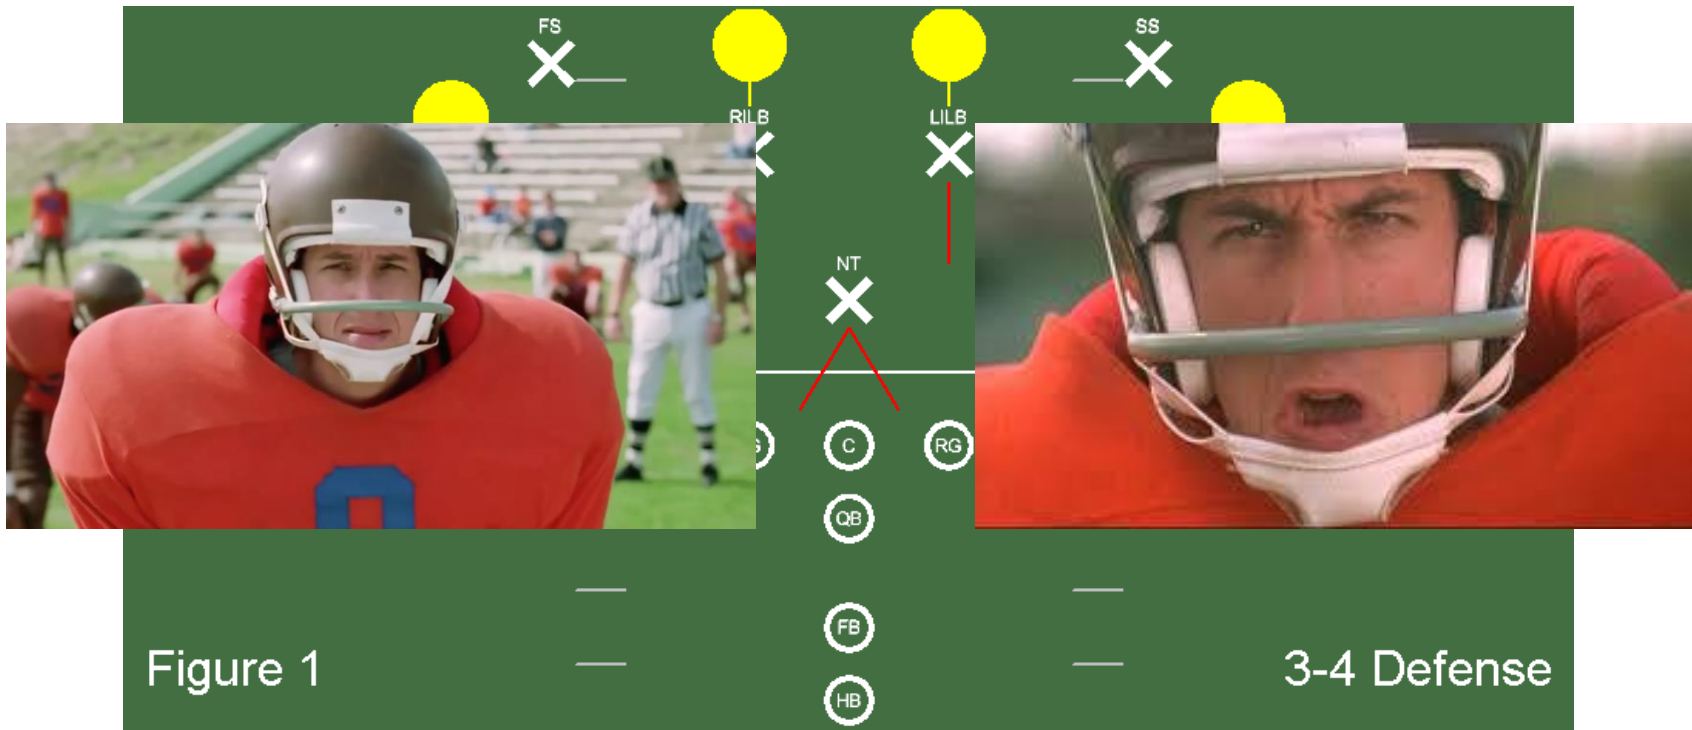 FS
SS
RILB
LILB
NT
C
RG
QB
FB
HB
Figure 1
3-4 Defense